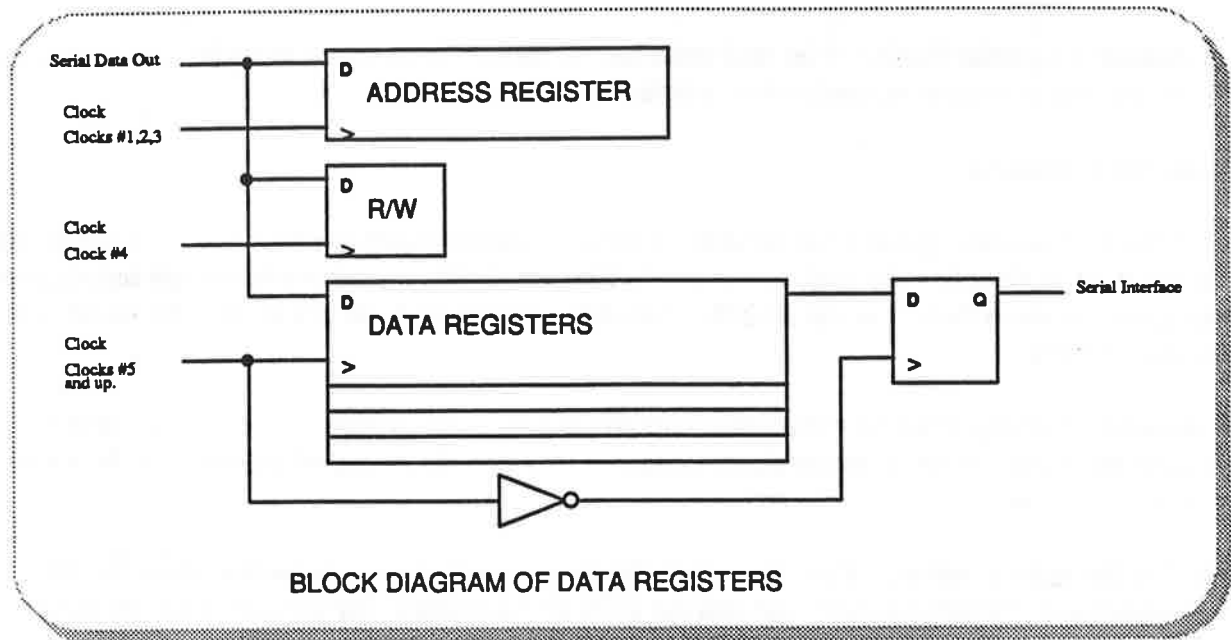 Serial Data Out
D
ADDRESS REGISTER
Clock
Clocks #1,2,3
>
D
R/W
Clock
Clock #4
>
D
DATA REGISTERS
D Q
Serial Interface
Clock
Clocks #5
and up.
>
>
BLOCK DIAGRAM OF DATA REGISTERS